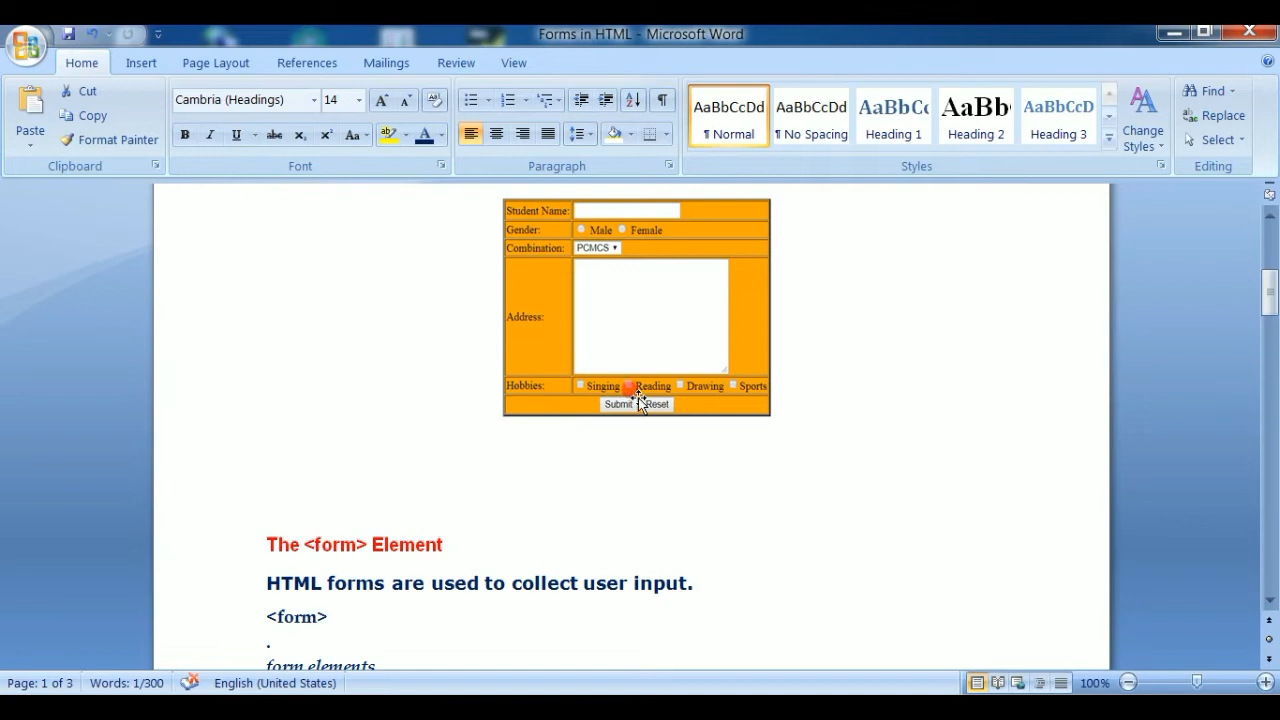 Forms in HTML - Microsoft Word
Home Insert Page Layout References Mailings Review View
Paste
Cut
Copy
Format Painter
Clipboard
Cambria (Headings) 14
B I U abc x₂ x² Aa
Font
Paragraph
AaBbCcDd AaBbCcDd AaBbCc AaBb AaBbCcD
¶ Normal ¶ No Spacing Heading 1 Heading 2 Heading 3
Change Styles
Styles
Find
Replace
Select
Editing
Student Name:
Gender: Male Female
Combination: PCMCS
Address:
Hobbies: Singing Reading Drawing Sports
Submit Reset
The <form> Element
HTML forms are used to collect user input.
<form>
.
form elements
Page: 1 of 3 Words: 1/300 English (United States) 100%